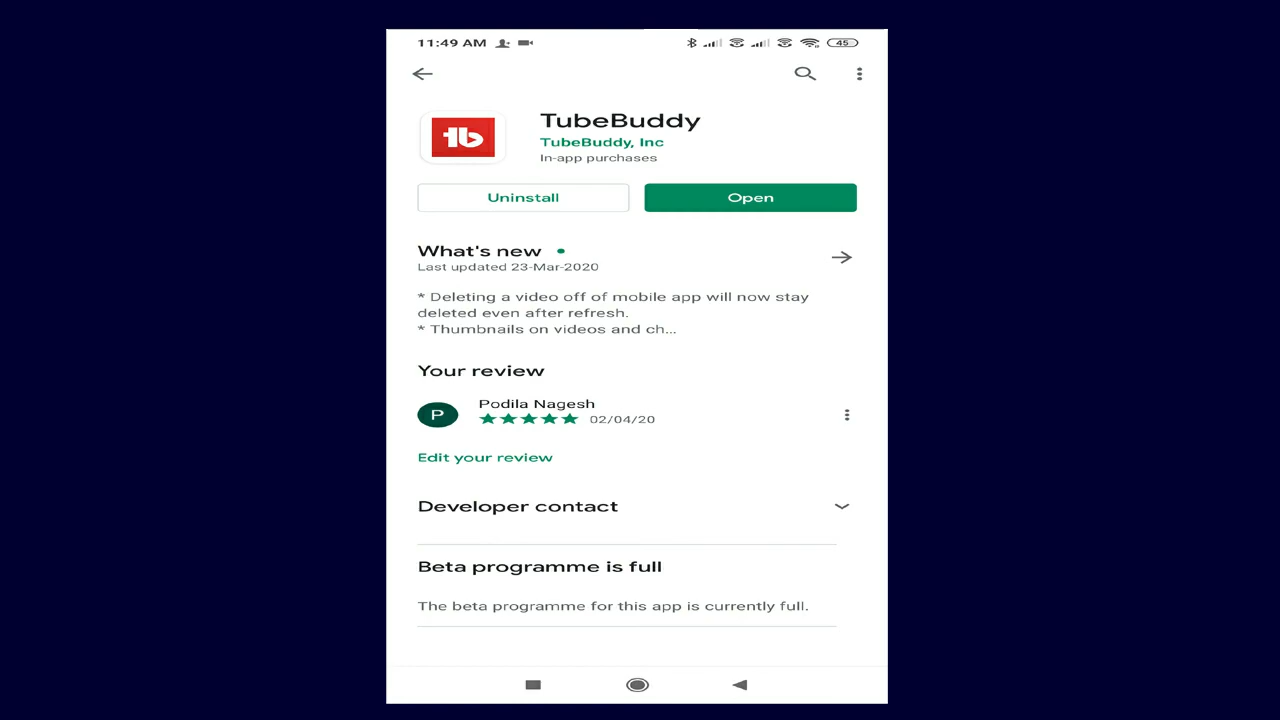 11:49 AM
45
TubeBuddy
TubeBuddy, Inc
In-app purchases
Uninstall
Open
What's new
Last updated 23-Mar-2020
* Deleting a video off of mobile app will now stay
deleted even after refresh.
* Thumbnails on videos and ch...
Your review
P
Podila Nagesh
02/04/20
Edit your review
Developer contact
Beta programme is full
The beta programme for this app is currently full.